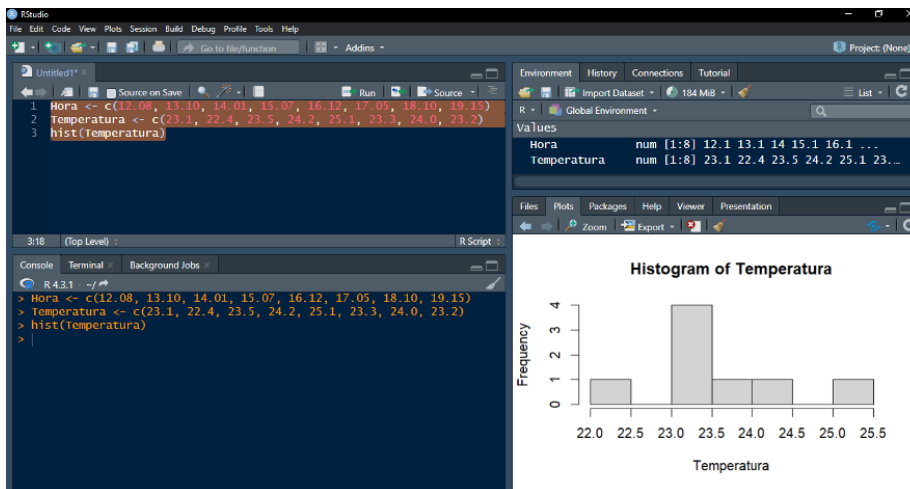 RStudio
File Edit Code View Plots Session Build Debug Profile Tools Help
Go to file/function Addins Project: (None)
Untitled1*
Source on Save Run Source
1 Hora <- c(12.08, 13.10, 14.01, 15.07, 16.12, 17.05, 18.10, 19.15)
2 Temperatura <- c(23.1, 22.4, 23.5, 24.2, 25.1, 23.3, 24.0, 23.2)
3 hist(Temperatura)
3:18 (Top Level) R Script
Console Terminal Background Jobs
R 4.3.1 · ~/
> Hora <- c(12.08, 13.10, 14.01, 15.07, 16.12, 17.05, 18.10, 19.15)
> Temperatura <- c(23.1, 22.4, 23.5, 24.2, 25.1, 23.3, 24.0, 23.2)
> hist(Temperatura)
>
Environment History Connections Tutorial
Import Dataset 184 MiB List
R Global Environment
Values
Hora num [1:8] 12.1 13.1 14 15.1 16.1 ...
Temperatura num [1:8] 23.1 22.4 23.5 24.2 25.1 23....
Files Plots Packages Help Viewer Presentation
Zoom Export
Histogram of Temperatura
Frequency
4
3
2
1
0
22.0 22.5 23.0 23.5 24.0 24.5 25.0 25.5
Temperatura